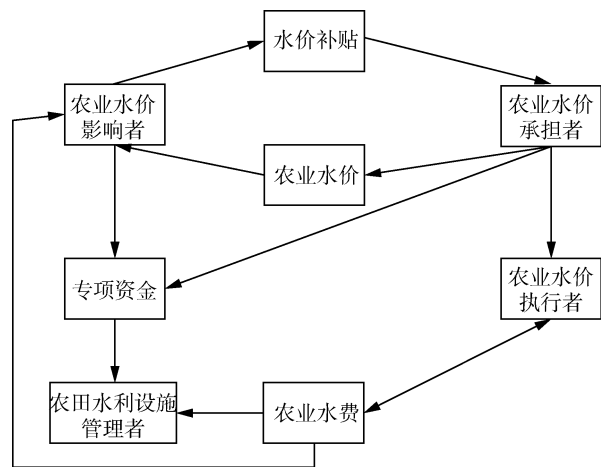 水价补贴
农业水价
影响者
农业水价
承担者
农业水价
专项资金
农业水价
执行者
农田水利设施
管理者
农业水费